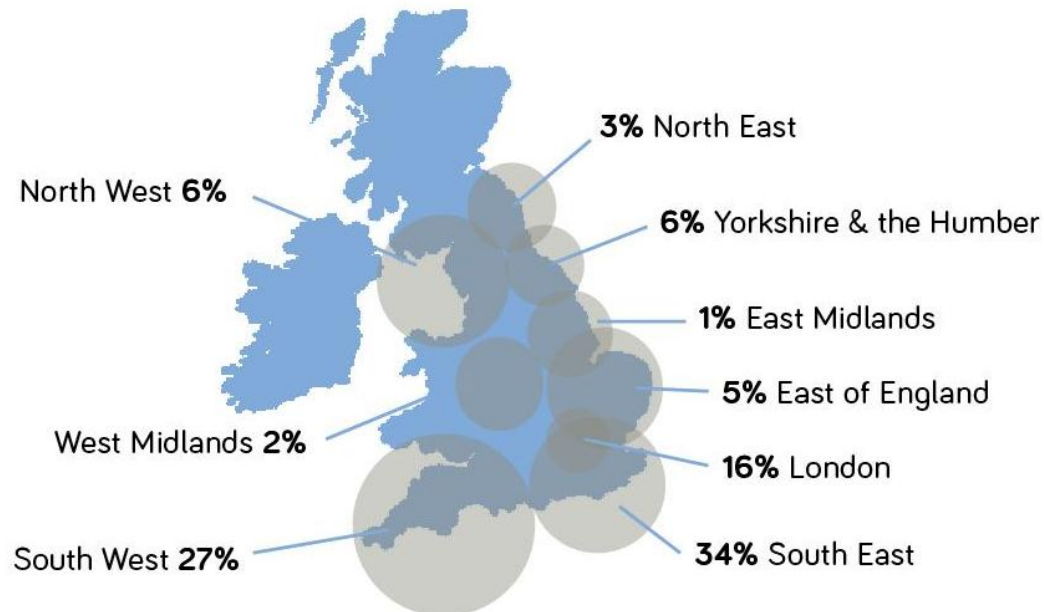 3% North East
North West 6%
6% Yorkshire & the Humber
1% East Midlands
5% East of England
West Midlands 2%
16% London
South West 27%
34% South East